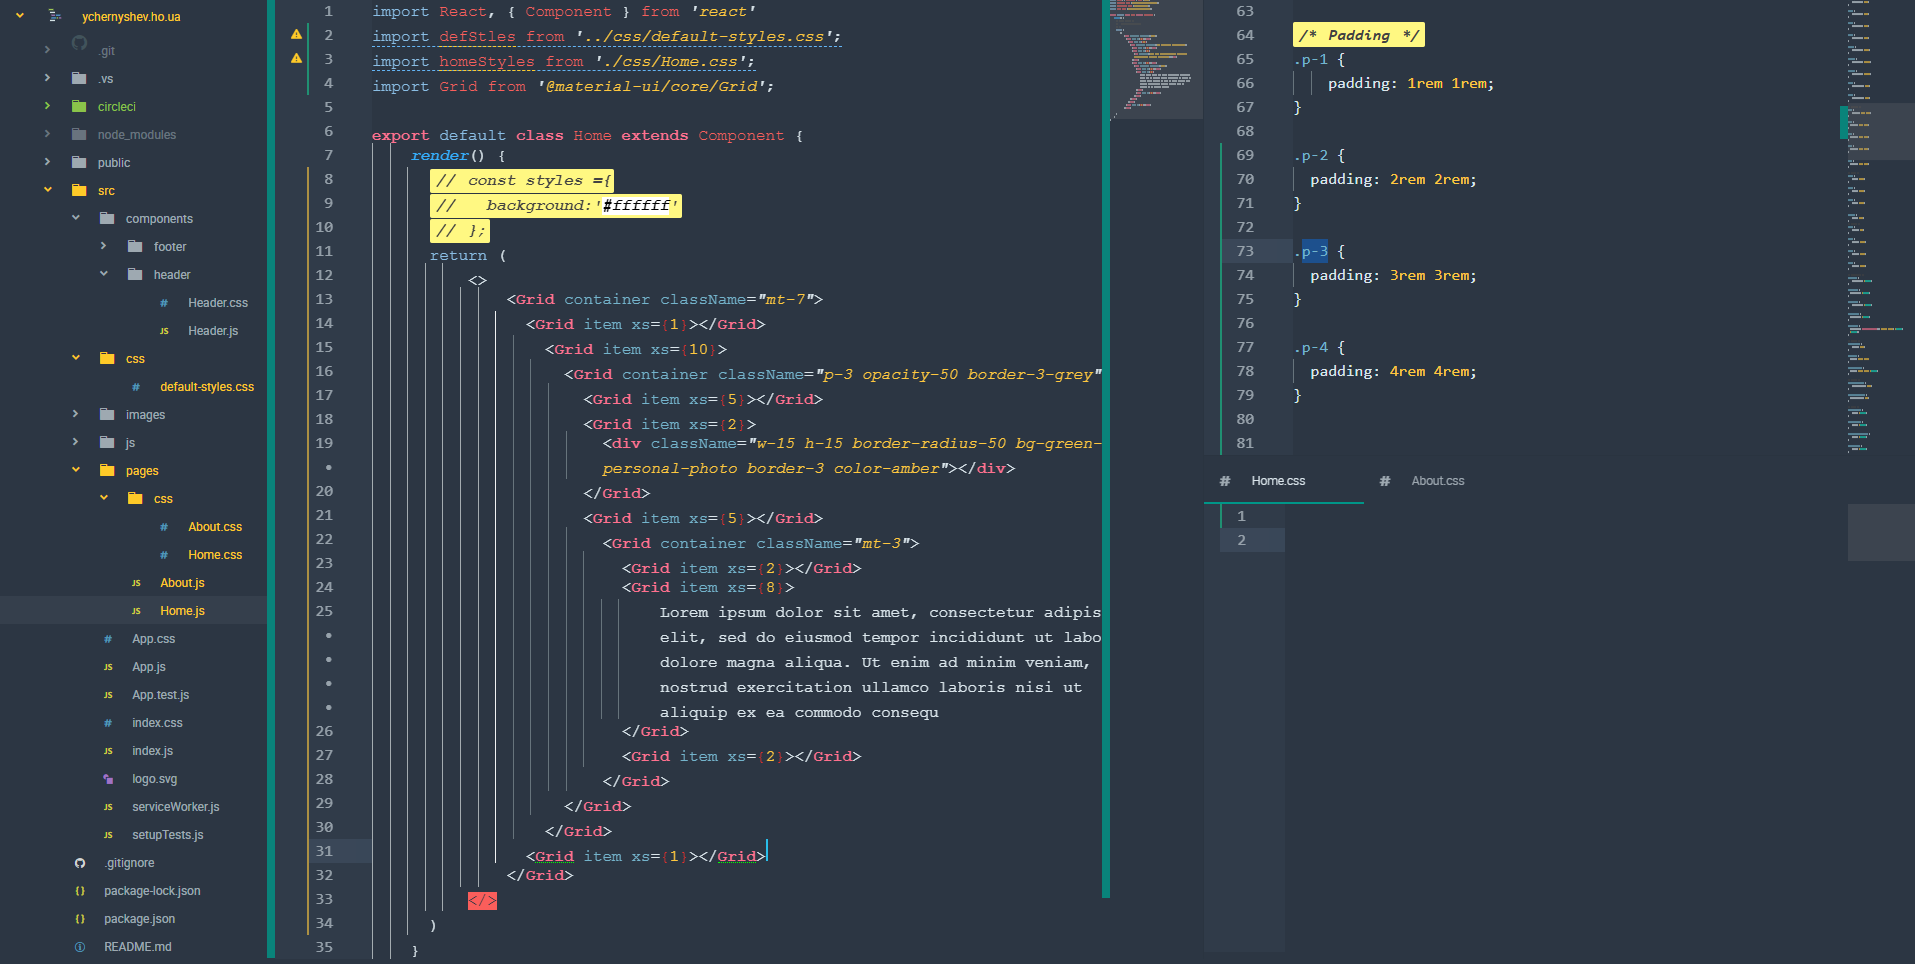 ychernyshev.ho.ua
.git
.vs
circleci
node_modules
public
src
components
footer
header
# Header.css
JS Header.js
css
# default-styles.css
images
js
pages
css
# About.css
# Home.css
JS About.js
JS Home.js
# App.css
JS App.js
JS App.test.js
# index.css
JS index.js
logo.svg
JS serviceWorker.js
JS setupTests.js
.gitignore
{} package-lock.json
{} package.json
README.md
1 import React, { Component } from 'react'
2 import defStles from '../css/default-styles.css';
3 import homeStyles from './css/Home.css';
4 import Grid from '@material-ui/core/Grid';
5
6 export default class Home extends Component {
7 render() {
8 // const styles ={
9 //   background:'#ffffff'
10 // };
11 return (
12 <>
13 <Grid container className="mt-7">
14 <Grid item xs={1}></Grid>
15 <Grid item xs={10}>
16 <Grid container className="p-3 opacity-50 border-3-grey"
17 <Grid item xs={5}></Grid>
18 <Grid item xs={2}>
19 <div className="w-15 h-15 border-radius-50 bg-green-
personal-photo border-3 color-amber"></div>
20 </Grid>
21 <Grid item xs={5}></Grid>
22 <Grid container className="mt-3">
23 <Grid item xs={2}></Grid>
24 <Grid item xs={8}>
25 Lorem ipsum dolor sit amet, consectetur adipis
elit, sed do eiusmod tempor incididunt ut labo
dolore magna aliqua. Ut enim ad minim veniam,
nostrud exercitation ullamco laboris nisi ut
aliquip ex ea commodo consequ
26 </Grid>
27 <Grid item xs={2}></Grid>
28 </Grid>
29 </Grid>
30 </Grid>
31 <Grid item xs={1}></Grid>
32 </Grid>
33 </>
34 )
35 }
63
64 /* Padding */
65 .p-1 {
66 padding: 1rem 1rem;
67 }
68
69 .p-2 {
70 padding: 2rem 2rem;
71 }
72
73 .p-3 {
74 padding: 3rem 3rem;
75 }
76
77 .p-4 {
78 padding: 4rem 4rem;
79 }
80
81
# Home.css # About.css
1
2